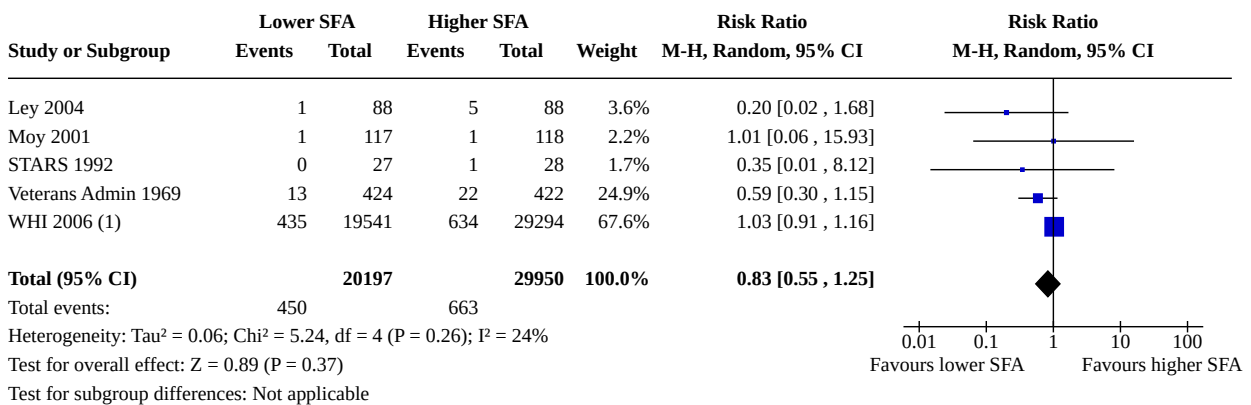 Lower SFA Higher SFA Risk Ratio Risk Ratio
Study or Subgroup Events Total Events Total Weight M-H, Random, 95% CI M-H, Random, 95% CI
Ley 2004 1 88 5 88 3.6% 0.20 [0.02 , 1.68]
Moy 2001 1 117 1 118 2.2% 1.01 [0.06 , 15.93]
STARS 1992 0 27 1 28 1.7% 0.35 [0.01 , 8.12]
Veterans Admin 1969 13 424 22 422 24.9% 0.59 [0.30 , 1.15]
WHI 2006 (1) 435 19541 634 29294 67.6% 1.03 [0.91 , 1.16]
Total (95% CI) 20197 29950 100.0% 0.83 [0.55 , 1.25]
Total events: 450 663
Heterogeneity: Tau² = 0.06; Chi² = 5.24, df = 4 (P = 0.26); I² = 24%
0.01 0.1 1 10 100
Test for overall effect: Z = 0.89 (P = 0.37)
Favours lower SFA Favours higher SFA
Test for subgroup differences: Not applicable